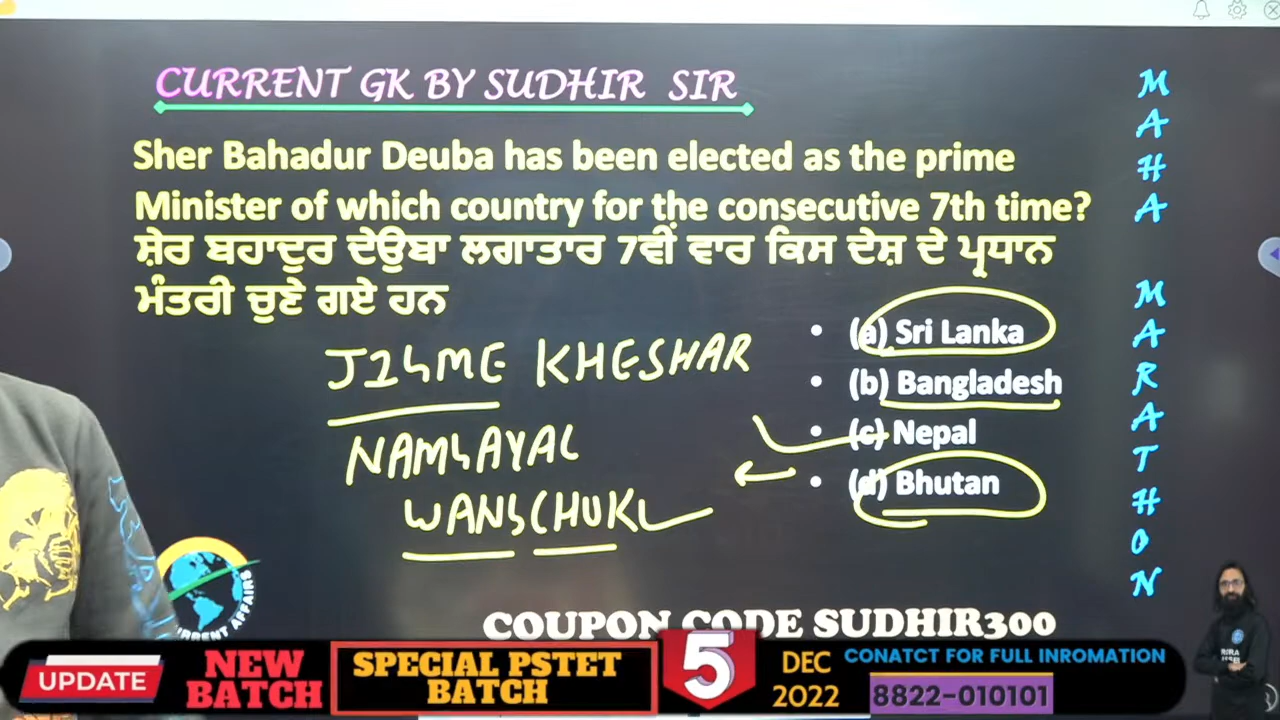 CURRENT GK BY SUDHIR SIR
Sher Bahadur Deuba has been elected as the prime
Minister of which country for the consecutive 7th time?
ਸ਼ੇਰ ਬਹਾਦੁਰ ਦੇਉਬਾ ਲਗਾਤਾਰ 7ਵੀਂ ਵਾਰ ਕਿਸ ਦੇਸ਼ ਦੇ ਪ੍ਰਧਾਨ
ਮੰਤਰੀ ਚੁਣੇ ਗਏ ਹਨ
(a) Sri Lanka
(b) Bangladesh
(c) Nepal
(d) Bhutan
JIGME KHESHAR
NAMGAYAL
WANGCHUK
MAHA MARATHON
COUPON CODE SUDHIR300
UPDATE
NEW
BATCH
SPECIAL PSTET
BATCH
5
DEC
2022
CONATCT FOR FULL INROMATION
8822-010101